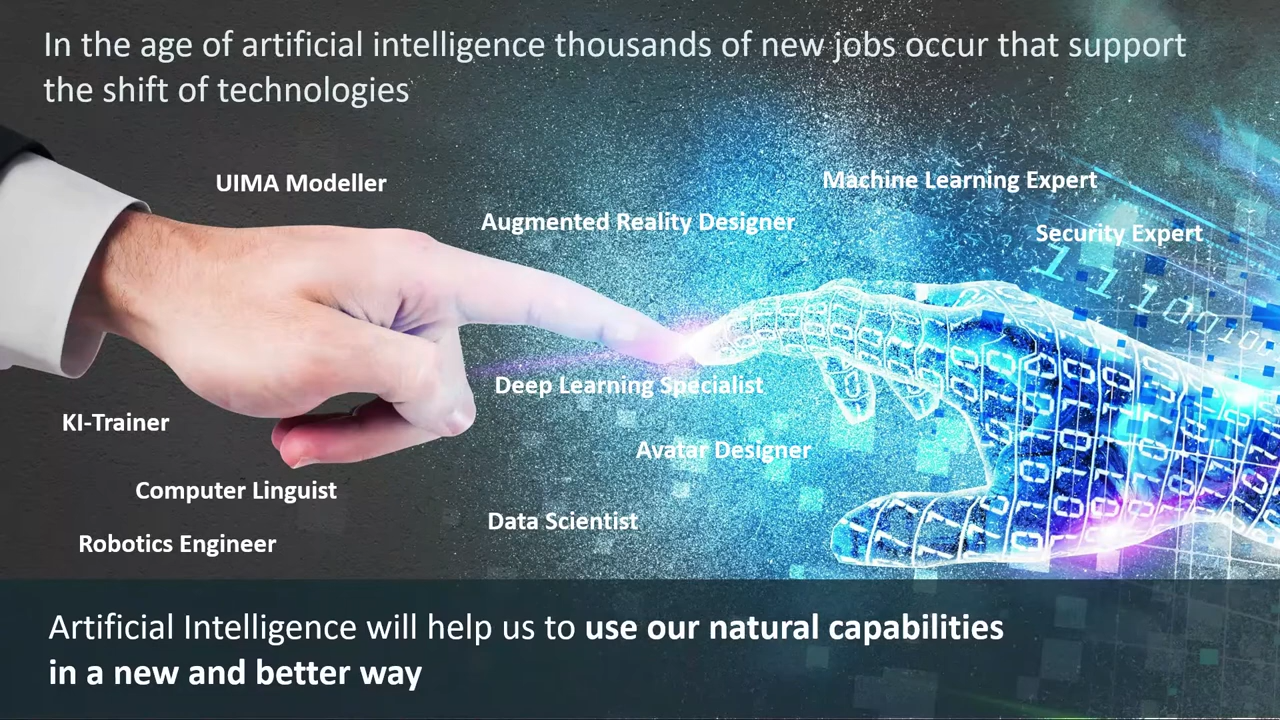 In the age of artificial intelligence thousands of new jobs occur that support
the shift of technologies
UIMA Modeller
Machine Learning Expert
Augmented Reality Designer
Security Expert
Deep Learning Specialist
KI-Trainer
Avatar Designer
Computer Linguist
Data Scientist
Robotics Engineer
Artificial Intelligence will help us to use our natural capabilities
in a new and better way